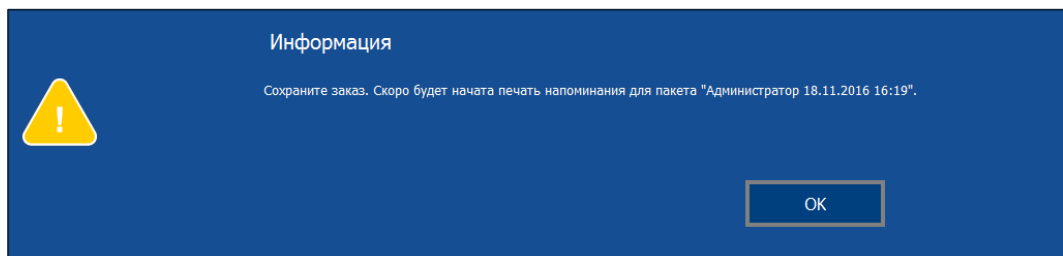 Информация
Сохраните заказ. Скоро будет начата печать напоминания для пакета "Администратор 18.11.2016 16:19".
!
OK